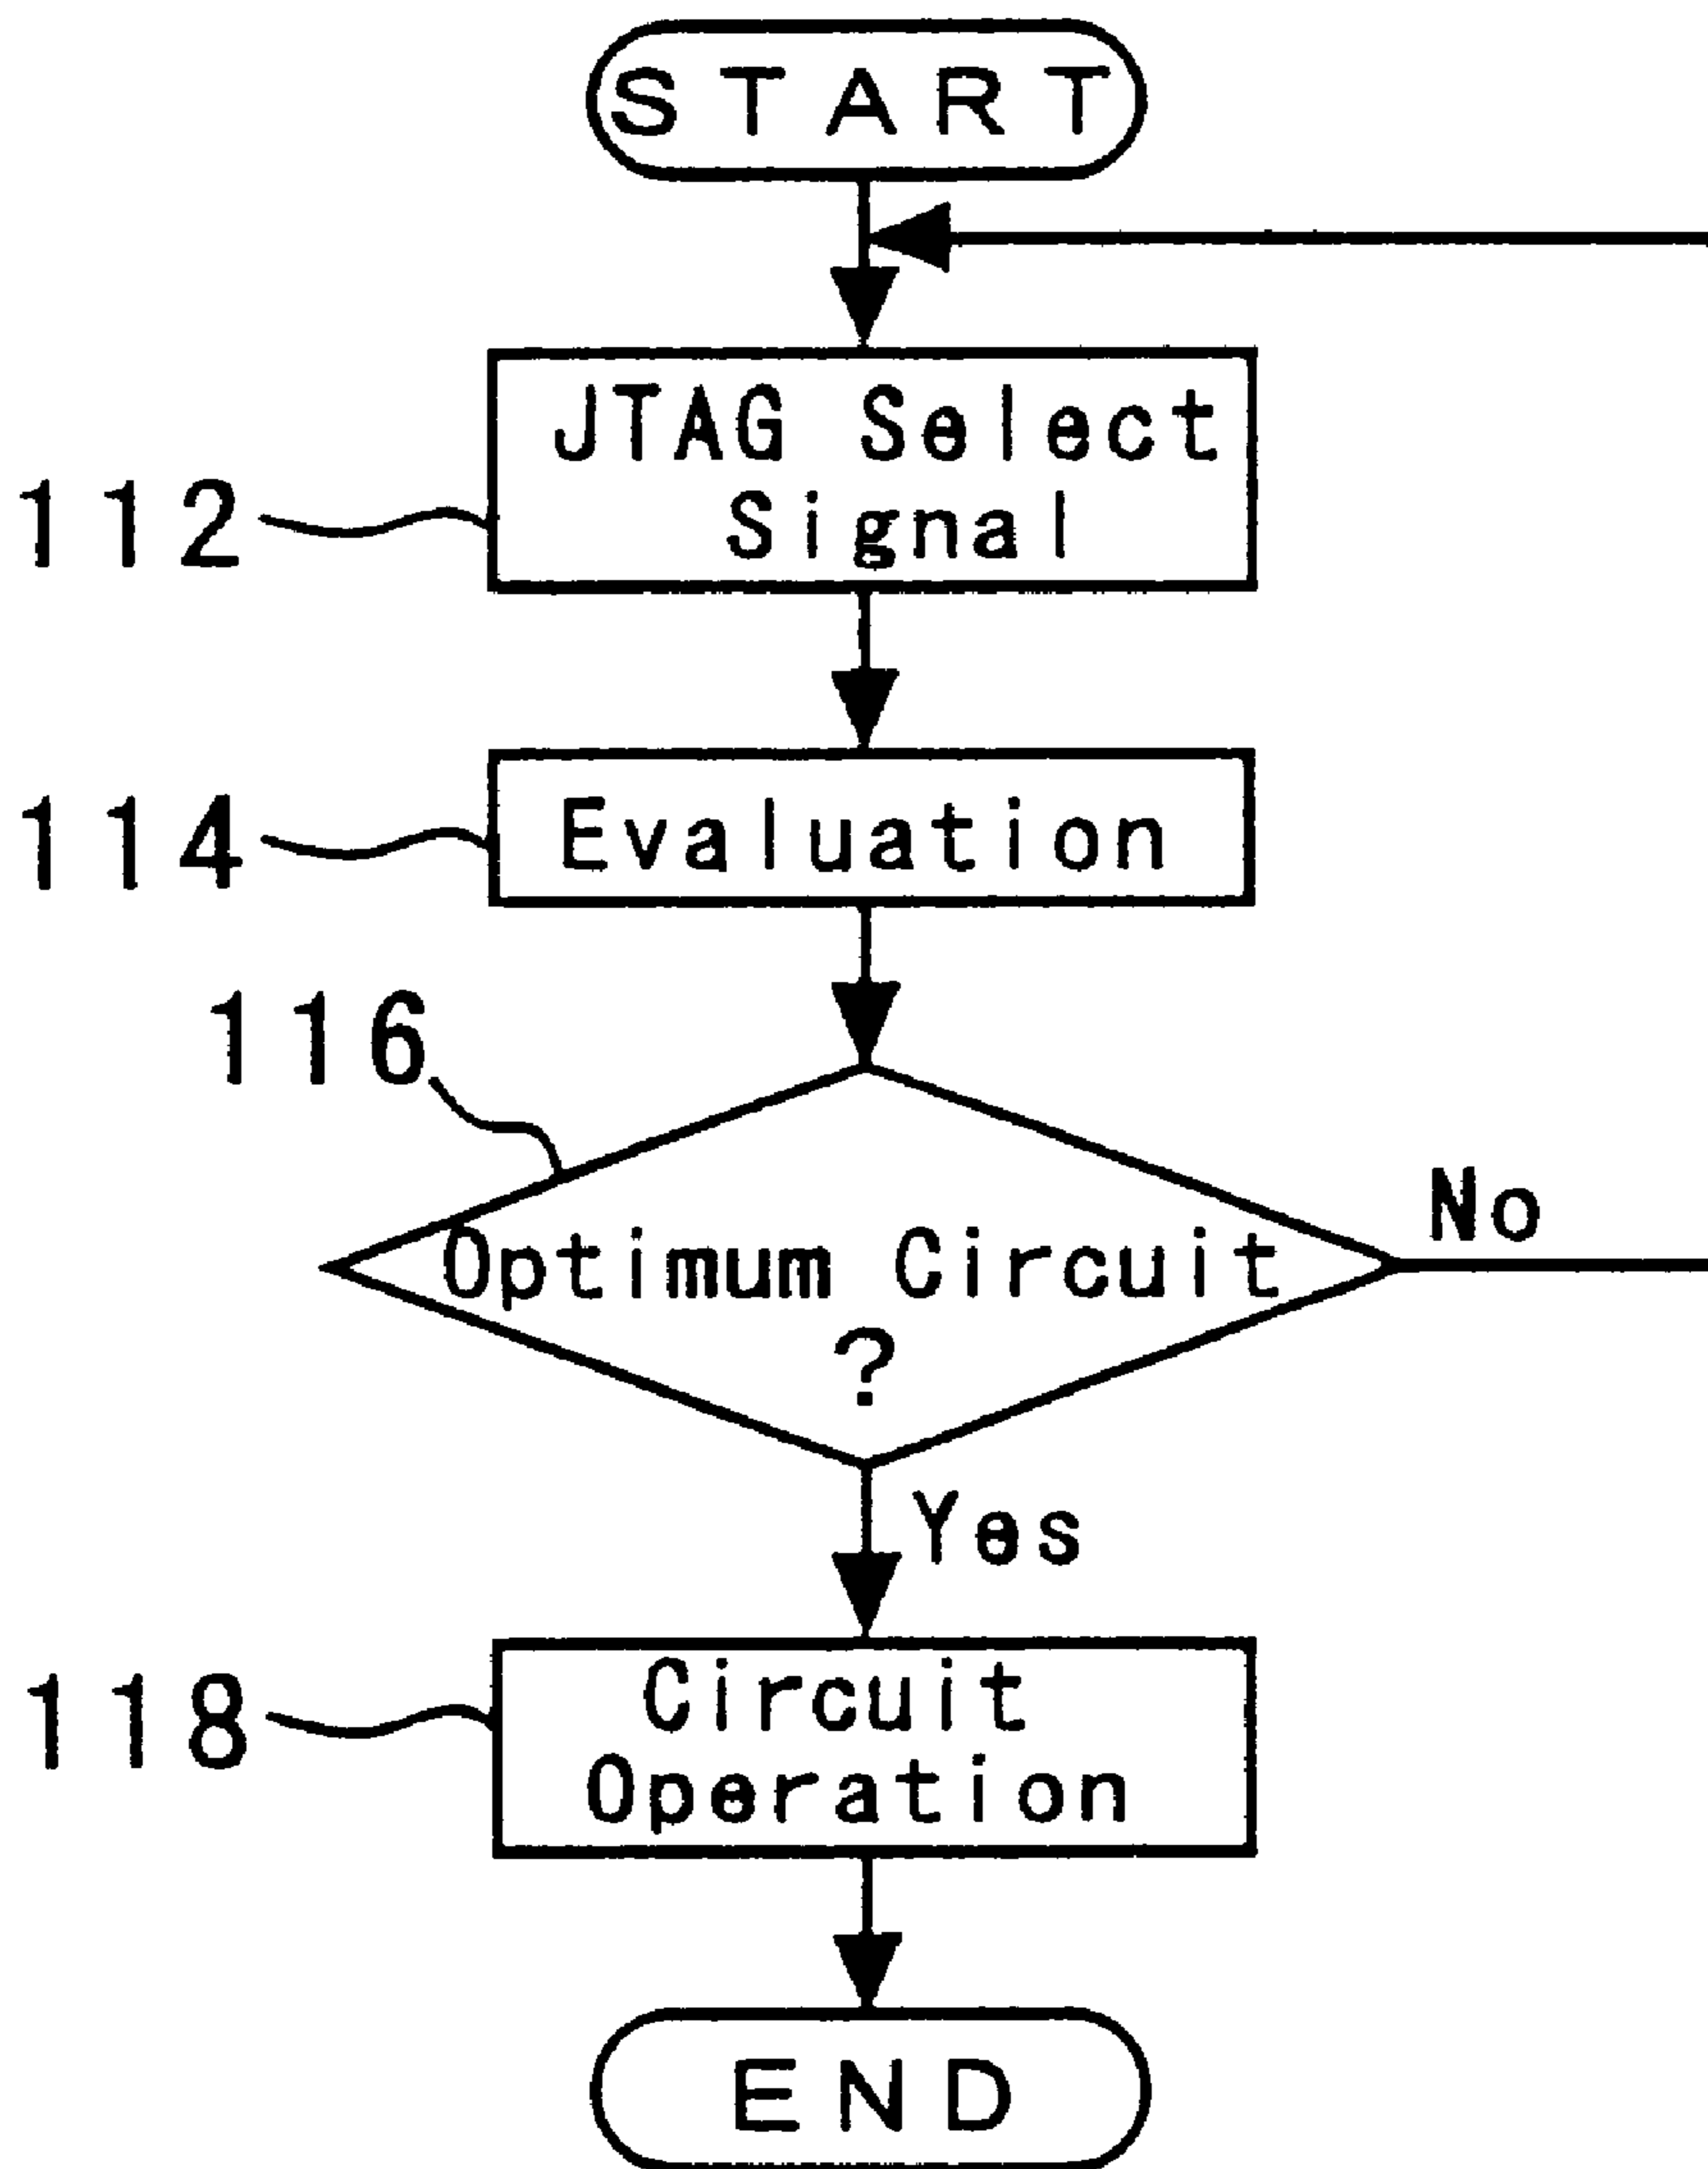 START
JTAG Select
Signal
112
Evaluation
114
116
Optimum Circuit
?
No
Yes
Circuit
Operation
118
END